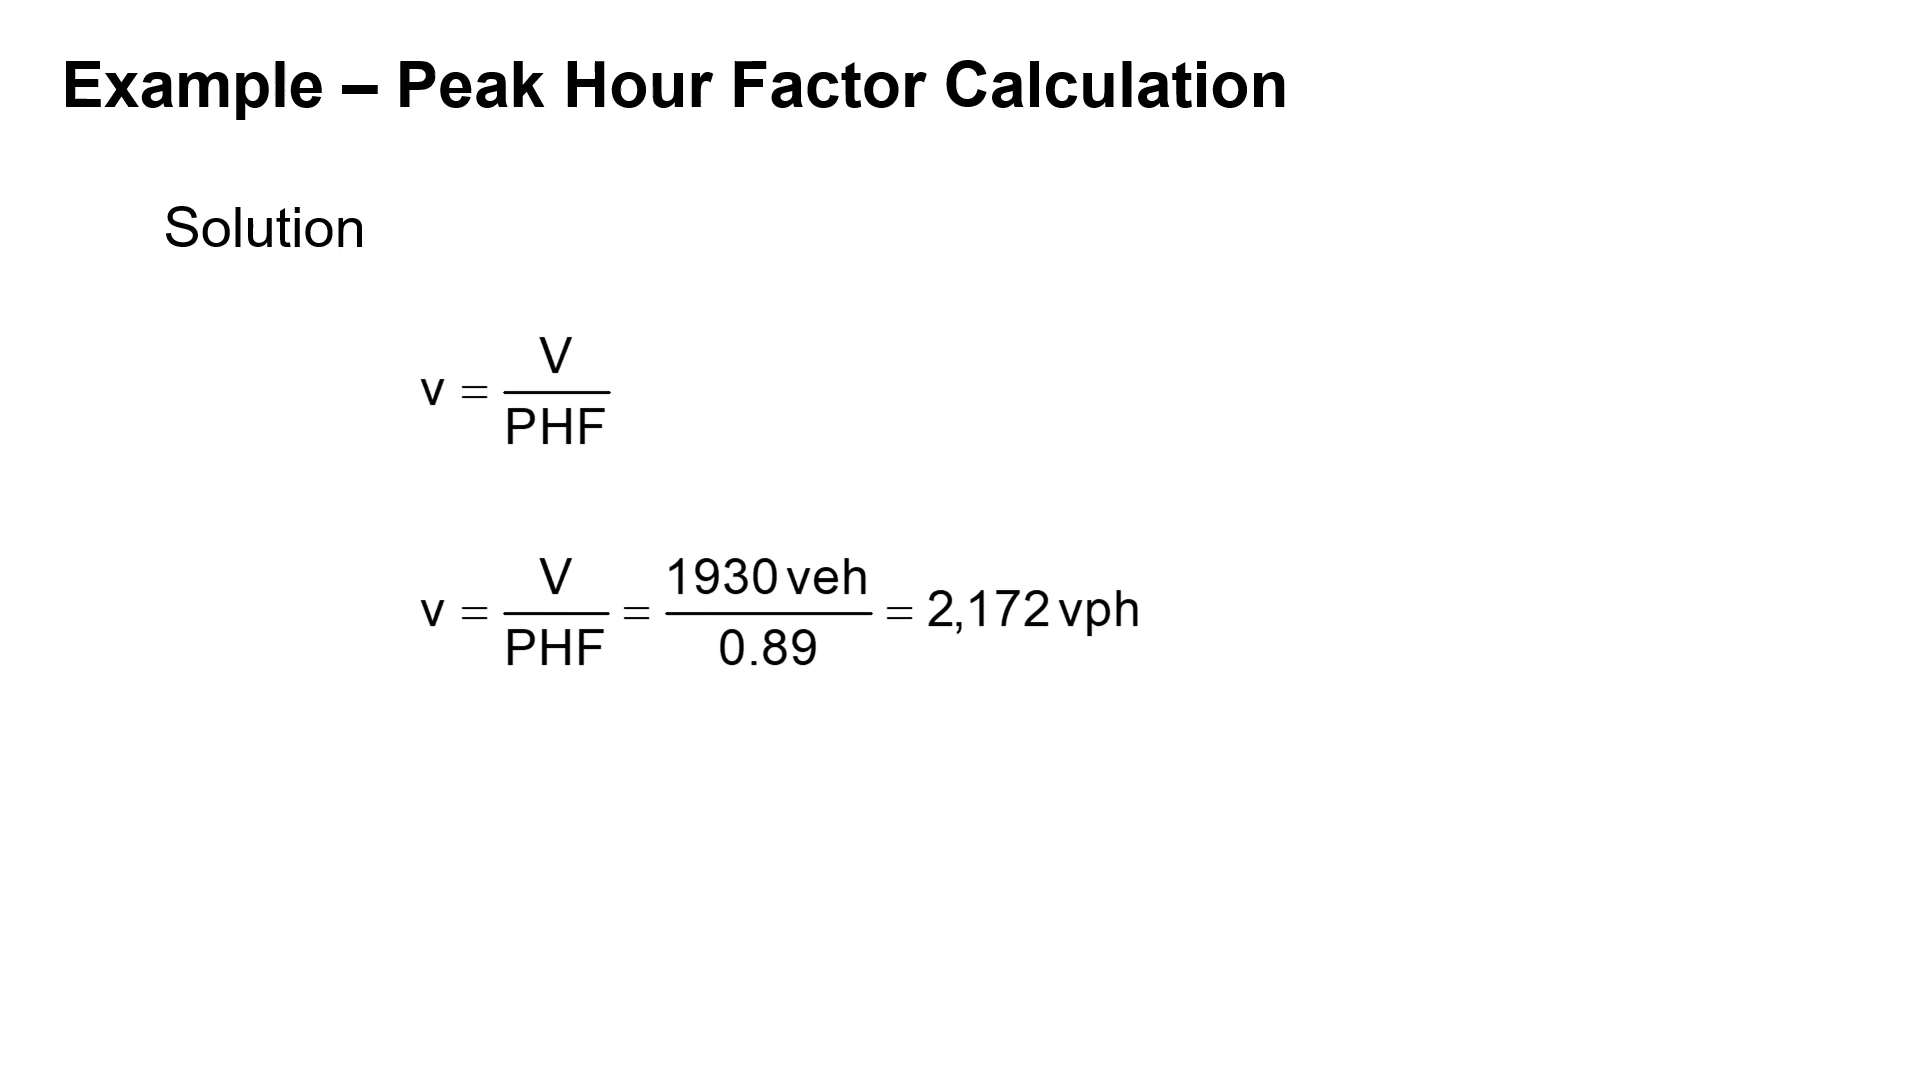 Example – Peak Hour Factor Calculation
Solution
v = V / PHF
v = V / PHF = 1930 veh / 0.89 = 2,172 vph